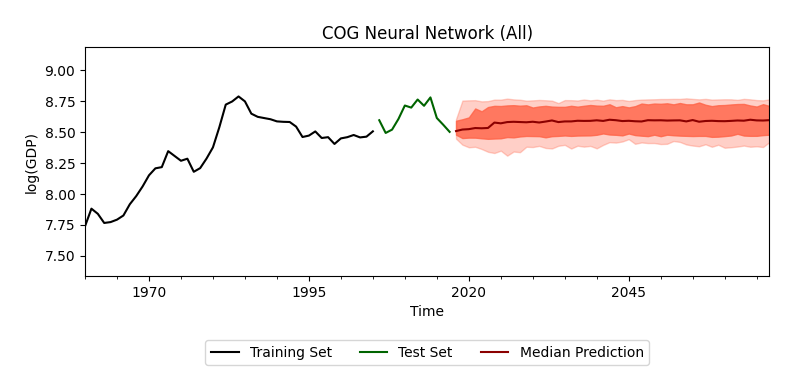 COG Neural Network (All)
log(GDP)
9.00
8.75
8.50
8.25
8.00
7.75
7.50
1970 1995 2020 2045
Time
Training Set Test Set Median Prediction